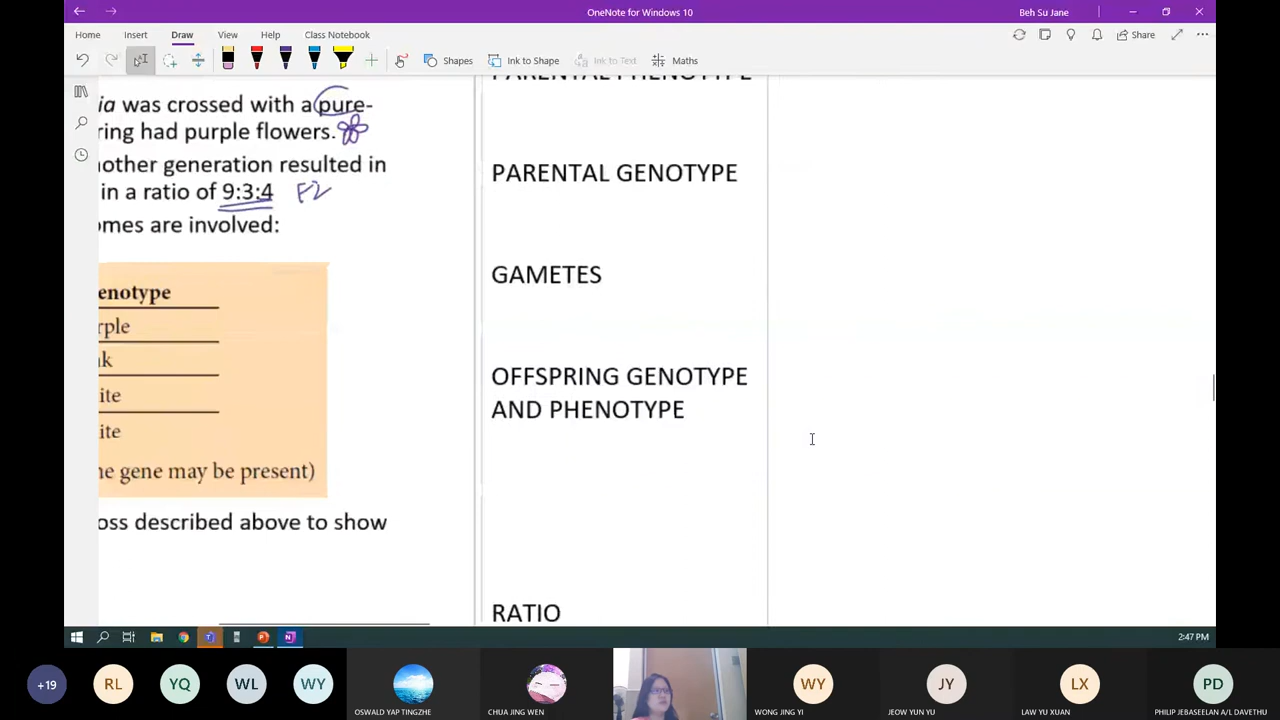 OneNote for Windows 10
Beh Su Jane
Home
Insert
Draw
View
Help
Class Notebook
Share
Shapes
Ink to Shape
Ink to Text
Maths
PARENTAL PHENOTYPE
ia was crossed with a pure-
ring had purple flowers.
nother generation resulted in
in a ratio of 9:3:4 F2
omes are involved:
enotype
rple
nk
ite
ite
ne gene may be present)
oss described above to show
PARENTAL GENOTYPE
GAMETES
OFFSPRING GENOTYPE
AND PHENOTYPE
RATIO
2:47 PM
+19
RL
YQ
WL
WY
OSWALD YAP TINGZHE
CHUA JING WEN
WY
WONG JING YI
JY
JEOW YUN YU
LX
LAW YU XUAN
PD
PHILIP JEBASEELAN A/L DAVETHU